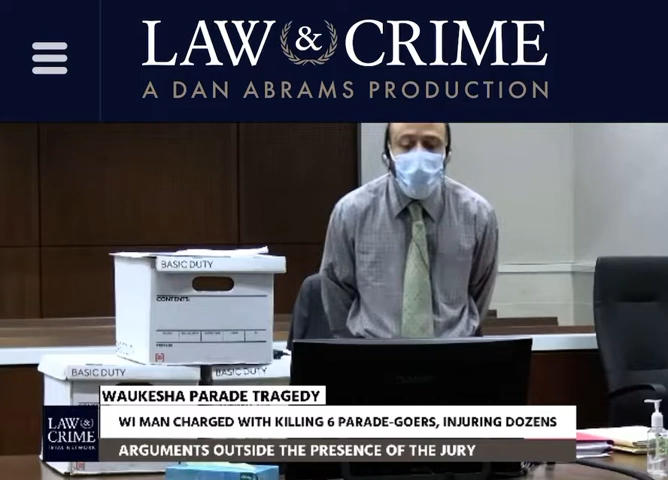 LAW & CRIME
A DAN ABRAMS PRODUCTION
BASIC DUTY
CONTENTS:
BASIC DUTY
BASIC DUTY
WAUKESHA PARADE TRAGEDY
WI MAN CHARGED WITH KILLING 6 PARADE-GOERS, INJURING DOZENS
LAW &
CRIME
ARGUMENTS OUTSIDE THE PRESENCE OF THE JURY